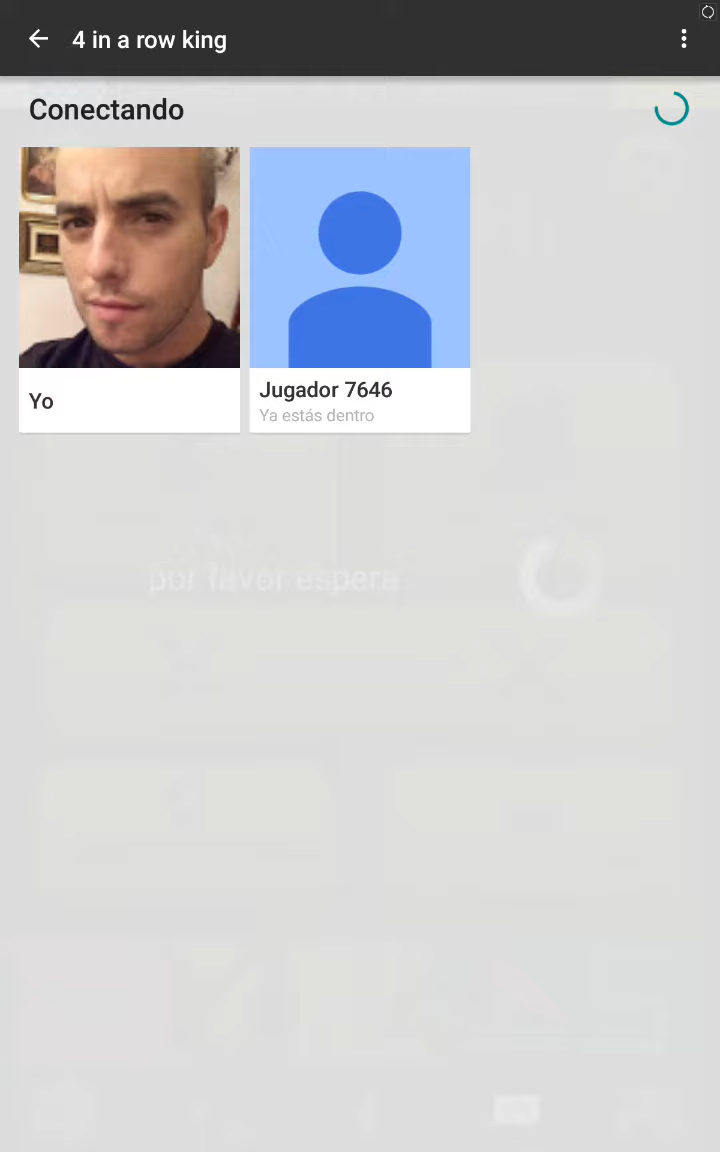 4 in a row king
Conectando
Yo
Jugador 7646
Ya estás dentro
por favor espera